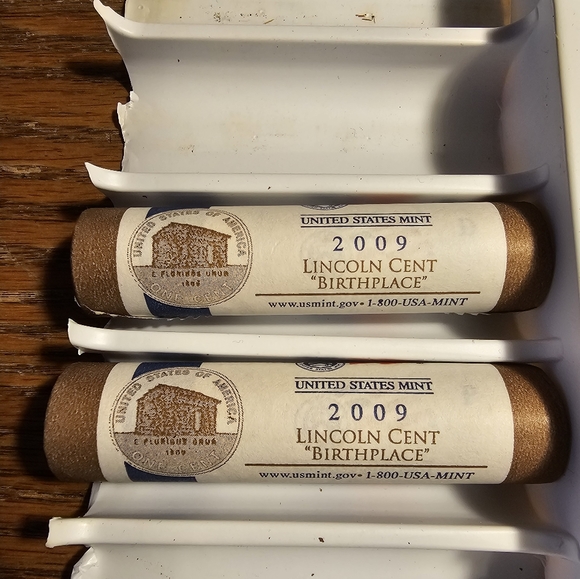 UNITED STATES OF AMERICA
E PLURIBUS UNUM
1809
ONE CENT
UNITED STATES MINT
2009
LINCOLN CENT
"BIRTHPLACE"
www.usmint.gov• 1-800-USA-MINT
UNITED STATES OF AMERICA
E PLURIBUS UNUM
1809
ONE CENT
UNITED STATES MINT
2009
LINCOLN CENT
"BIRTHPLACE"
www.usmint.gov• 1-800-USA-MINT